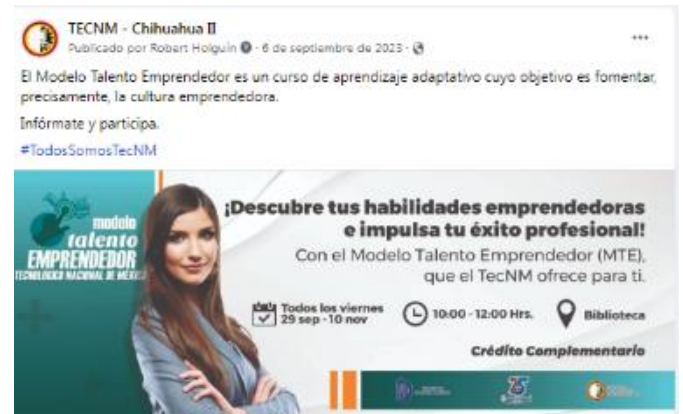 TECNM - Chihuahua II
Publicado por Robert Holguin · 6 de septiembre de 2023 ·
El Modelo Talento Emprendedor es un curso de aprendizaje adaptativo cuyo objetivo es fomentar,
precisamente, la cultura emprendedora.
Infórmate y participa.
#TodosSomosTecNM
modelo
talento
EMPRENDEDOR
TECNOLÓGICO NACIONAL DE MÉXICO
¡Descubre tus habilidades emprendedoras
e impulsa tu éxito profesional!
Con el Modelo Talento Emprendedor (MTE),
que el TecNM ofrece para ti.
Todos los viernes
29 sep - 10 nov
10:00 - 12:00 Hrs.
Biblioteca
Crédito Complementario